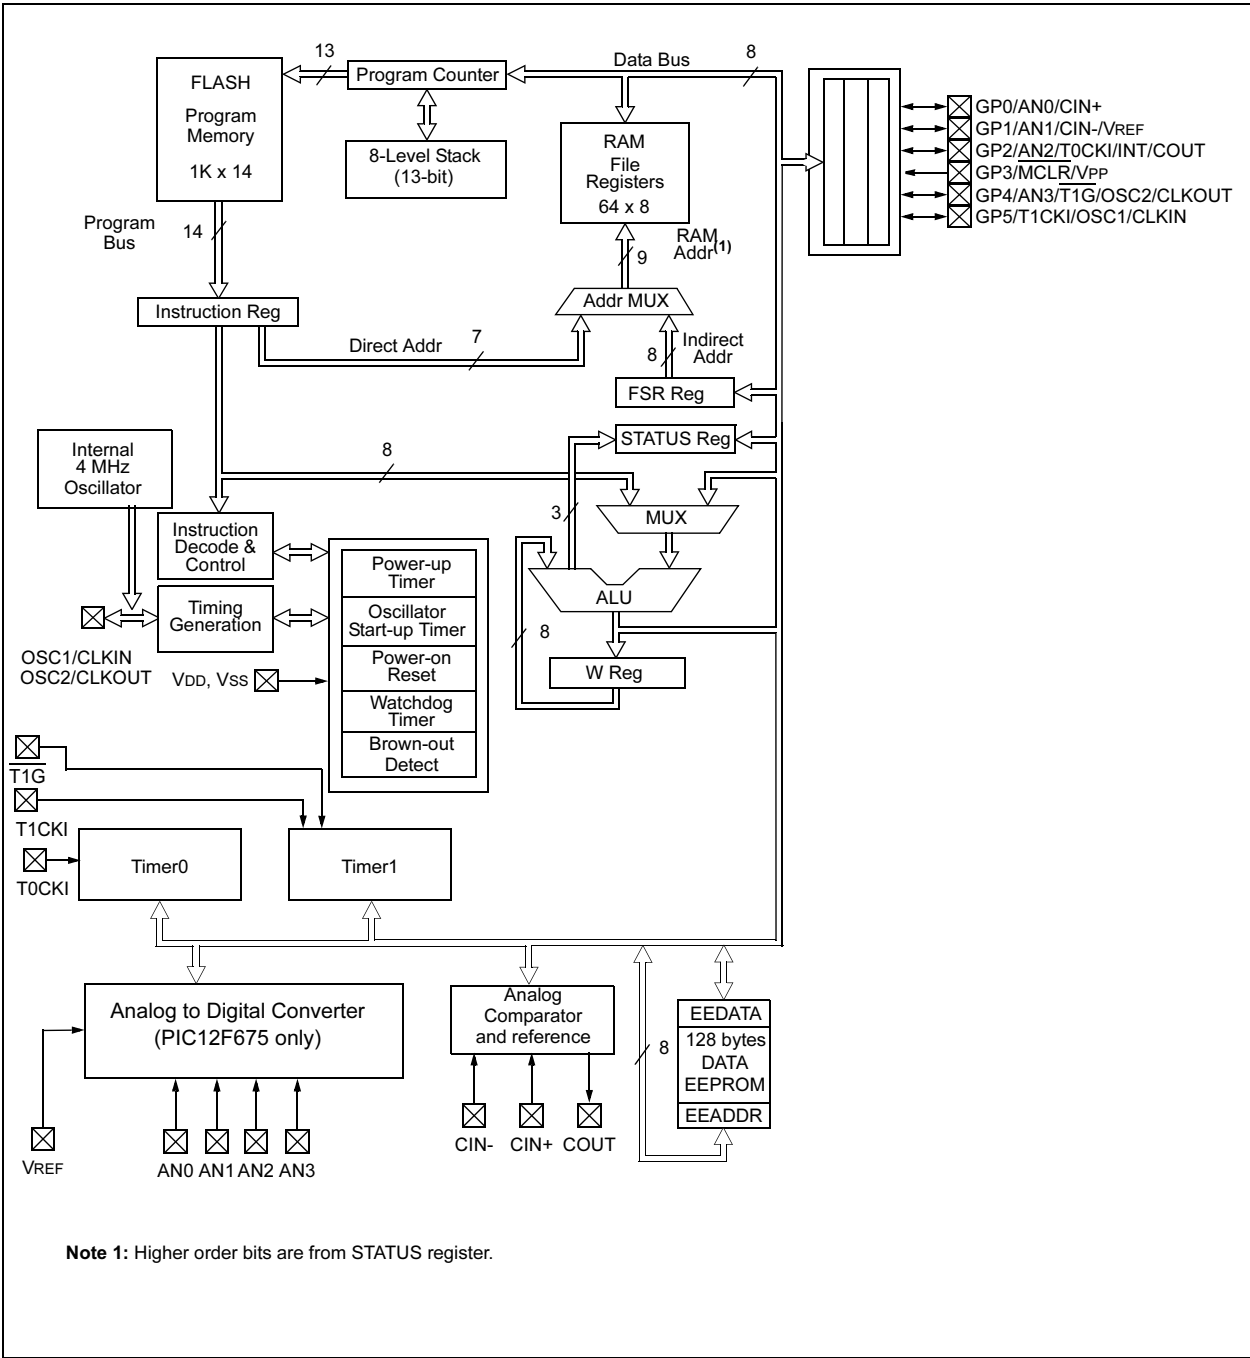 FLASH
Program
Memory
1K x 14
13
Program Counter
8-Level Stack
(13-bit)
Data Bus
8
RAM
File
Registers
64 x 8
GP0/AN0/CIN+
GP1/AN1/CIN-/VREF
GP2/AN2/T0CKI/INT/COUT
GP3/MCLR/VPP
GP4/AN3/T1G/OSC2/CLKOUT
GP5/T1CKI/OSC1/CLKIN
Program
Bus
14
RAM
Addr(1)
9
Addr MUX
Instruction Reg
Direct Addr
7
Indirect
Addr
8
FSR Reg
STATUS Reg
Internal
4 MHz
Oscillator
8
3
MUX
Instruction
Decode &
Control
Timing
Generation
OSC1/CLKIN
OSC2/CLKOUT
VDD, VSS
Power-up
Timer
Oscillator
Start-up Timer
Power-on
Reset
Watchdog
Timer
Brown-out
Detect
ALU
8
W Reg
T1G
T1CKI
T0CKI
Timer0
Timer1
Analog to Digital Converter
(PIC12F675 only)
VREF
AN0 AN1 AN2 AN3
Analog
Comparator
and reference
CIN- CIN+ COUT
8
EEDATA
128 bytes
DATA
EEPROM
EEADDR
Note 1: Higher order bits are from STATUS register.